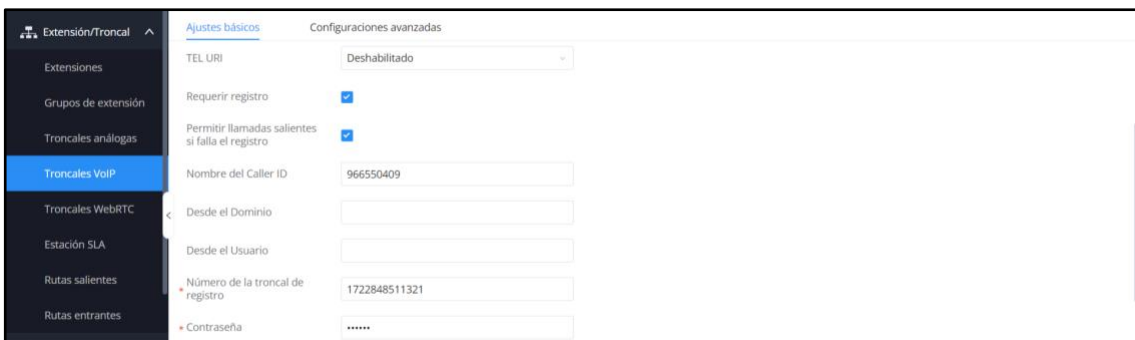 Extensión/Troncal
Extensiones
Grupos de extensión
Troncales análogas
Troncales VoIP
Troncales WebRTC
Estación SLA
Rutas salientes
Rutas entrantes
Ajustes básicos Configuraciones avanzadas
TEL URI Deshabilitado
Requerir registro
Permitir llamadas salientes
si falla el registro
Nombre del Caller ID 966550409
Desde el Dominio
Desde el Usuario
* Número de la troncal de
registro 1722848511321
* Contraseña ••••••